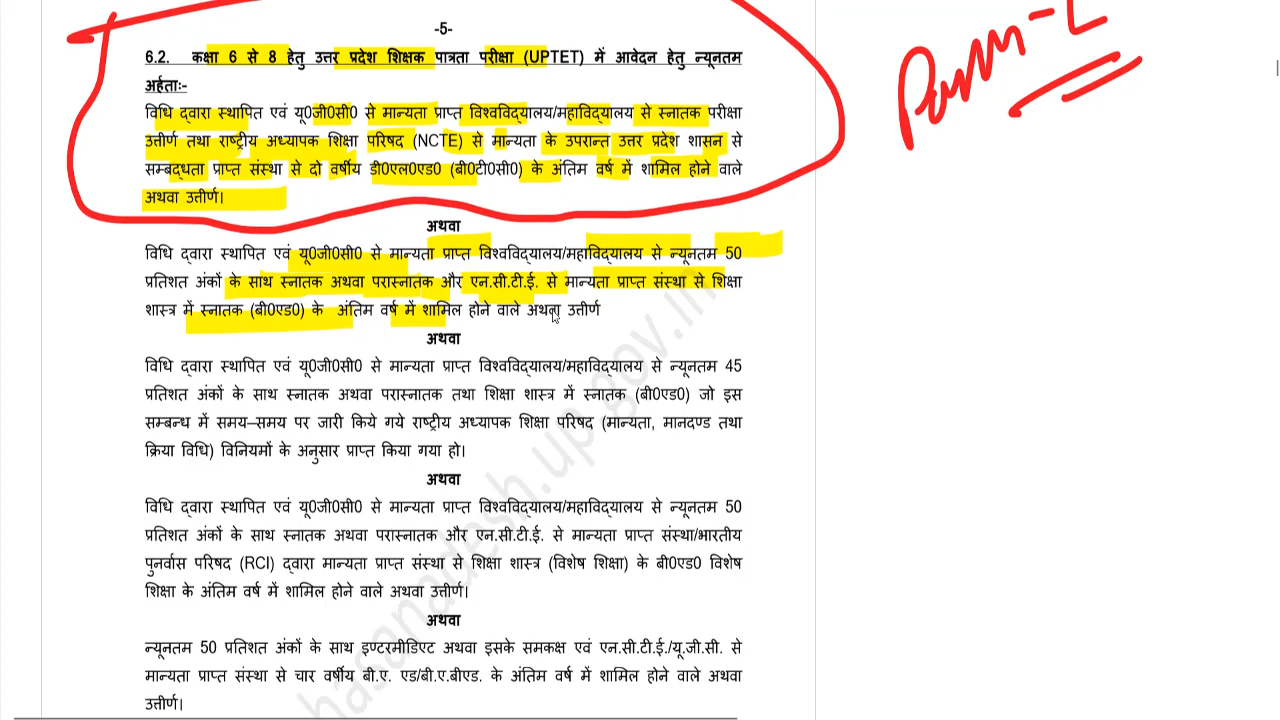 -5-
6.2. कक्षा 6 से 8 हेतु उत्तर प्रदेश शिक्षक पात्रता परीक्षा (UPTET) में आवेदन हेतु न्यूनतम
अर्हताः-
विधि द्वारा स्थापित एवं यू0जी0सी0 से मान्यता प्राप्त विश्वविद्यालय/महाविद्यालय से स्नातक परीक्षा
उत्तीर्ण तथा राष्ट्रीय अध्यापक शिक्षा परिषद (NCTE) से मान्यता के उपरान्त उत्तर प्रदेश शासन से
सम्बद्धता प्राप्त संस्था से दो वर्षीय डी0एल0एड0 (बी0टी0सी0) के अंतिम वर्ष में शामिल होने वाले
अथवा उत्तीर्ण।
अथवा
विधि द्वारा स्थापित एवं यू0जी0सी0 से मान्यता प्राप्त विश्वविद्यालय/महाविद्यालय से न्यूनतम 50
प्रतिशत अंकों के साथ स्नातक अथवा परास्नातक और एन.सी.टी.ई. से मान्यता प्राप्त संस्था से शिक्षा
शास्त्र में स्नातक (बी0एड0) के अंतिम वर्ष में शामिल होने वाले अथवा उत्तीर्ण
अथवा
विधि द्वारा स्थापित एवं यू0जी0सी0 से मान्यता प्राप्त विश्वविद्यालय/महाविद्यालय से न्यूनतम 45
प्रतिशत अंकों के साथ स्नातक अथवा परास्नातक तथा शिक्षा शास्त्र में स्नातक (बी0एड0) जो इस
सम्बन्ध में समय–समय पर जारी किये गये राष्ट्रीय अध्यापक शिक्षा परिषद (मान्यता, मानदण्ड तथा
क्रिया विधि) विनियमों के अनुसार प्राप्त किया गया हो।
अथवा
विधि द्वारा स्थापित एवं यू0जी0सी0 से मान्यता प्राप्त विश्वविद्यालय/महाविद्यालय से न्यूनतम 50
प्रतिशत अंकों के साथ स्नातक अथवा परास्नातक और एन.सी.टी.ई. से मान्यता प्राप्त संस्था/भारतीय
पुनर्वास परिषद (RCI) द्वारा मान्यता प्राप्त संस्था से शिक्षा शास्त्र (विशेष शिक्षा) के बी0एड0 विशेष
शिक्षा के अंतिम वर्ष में शामिल होने वाले अथवा उत्तीर्ण।
अथवा
न्यूनतम 50 प्रतिशत अंकों के साथ इण्टरमीडिएट अथवा इसके समकक्ष एवं एन.सी.टी.ई./यू.जी.सी. से
मान्यता प्राप्त संस्था से चार वर्षीय बी.ए. एड/बी.ए.बीएड. के अंतिम वर्ष में शामिल होने वाले अथवा
उत्तीर्ण।
hasanadesh.up.gov.in